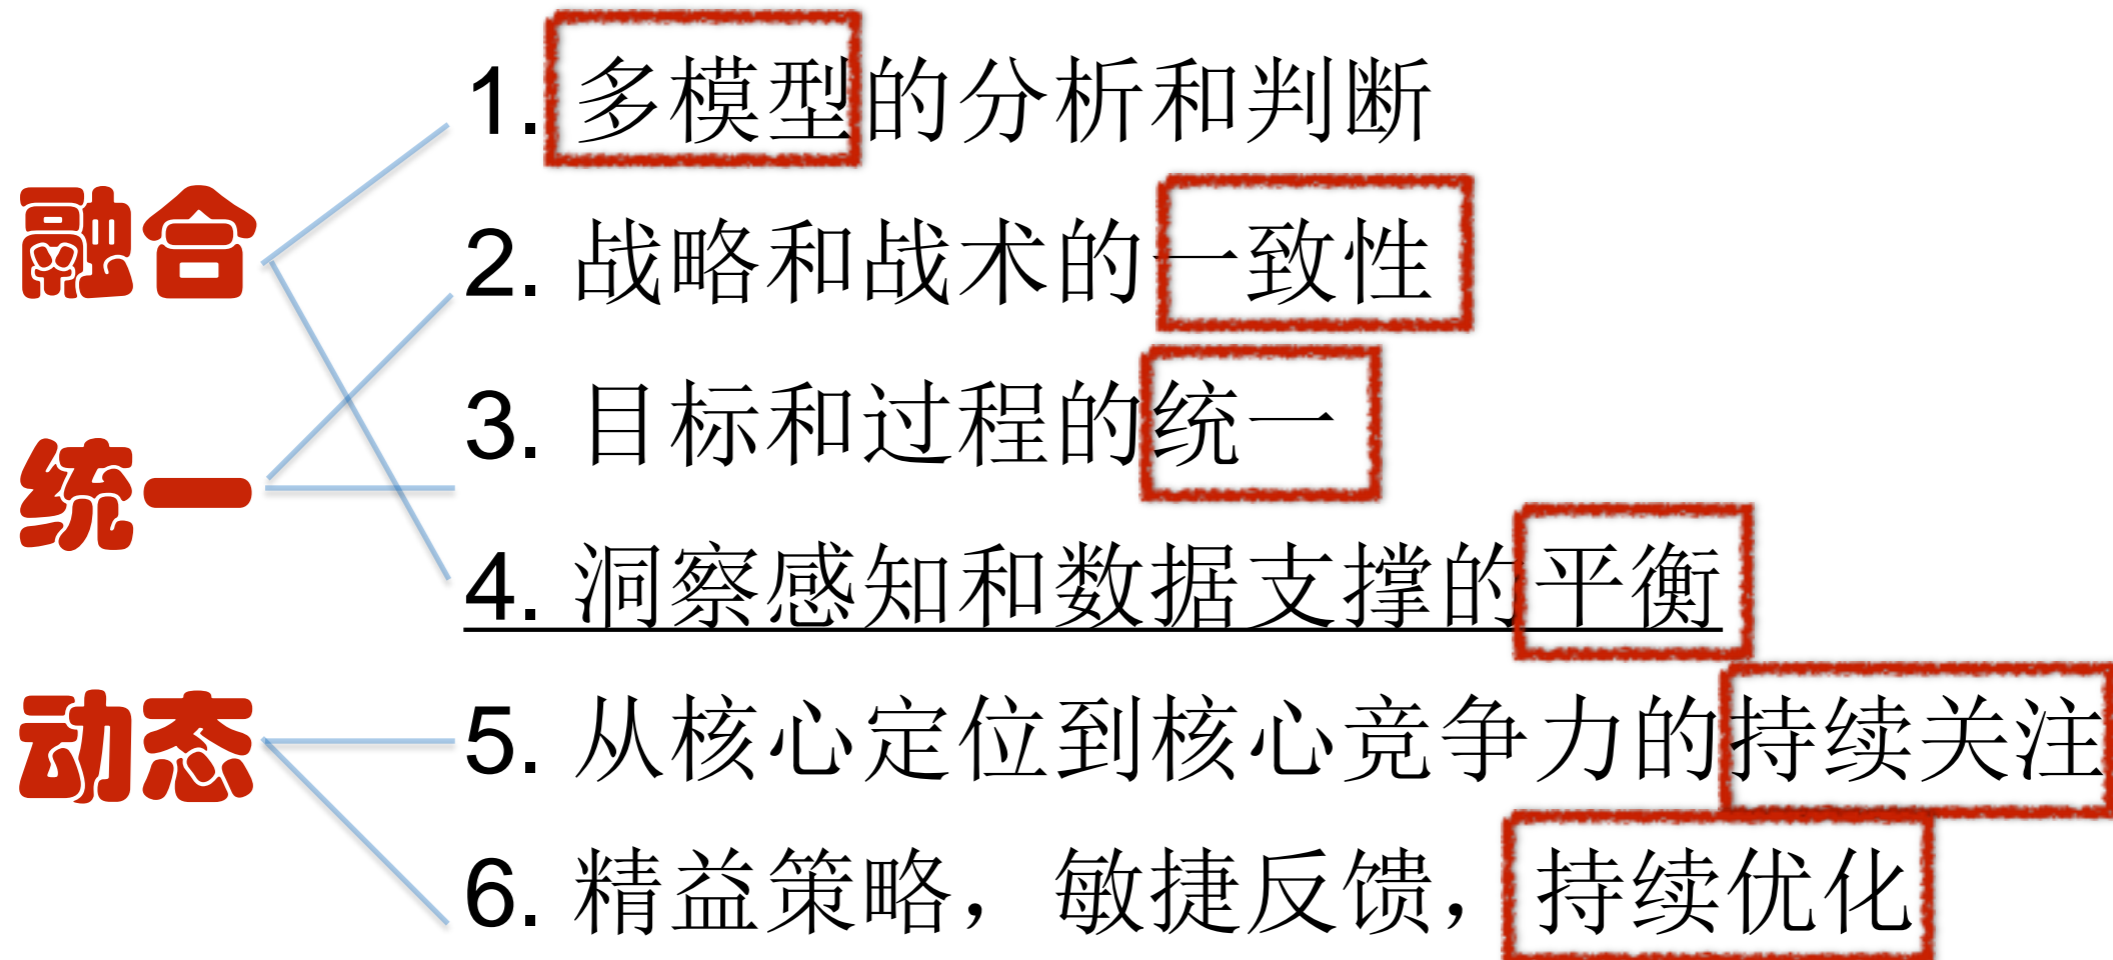 融合
统一
动态
1. 多模型的分析和判断
2. 战略和战术的一致性
3. 目标和过程的统一
4. 洞察感知和数据支撑的平衡
5. 从核心定位到核心竞争力的持续关注
6. 精益策略，敏捷反馈，持续优化